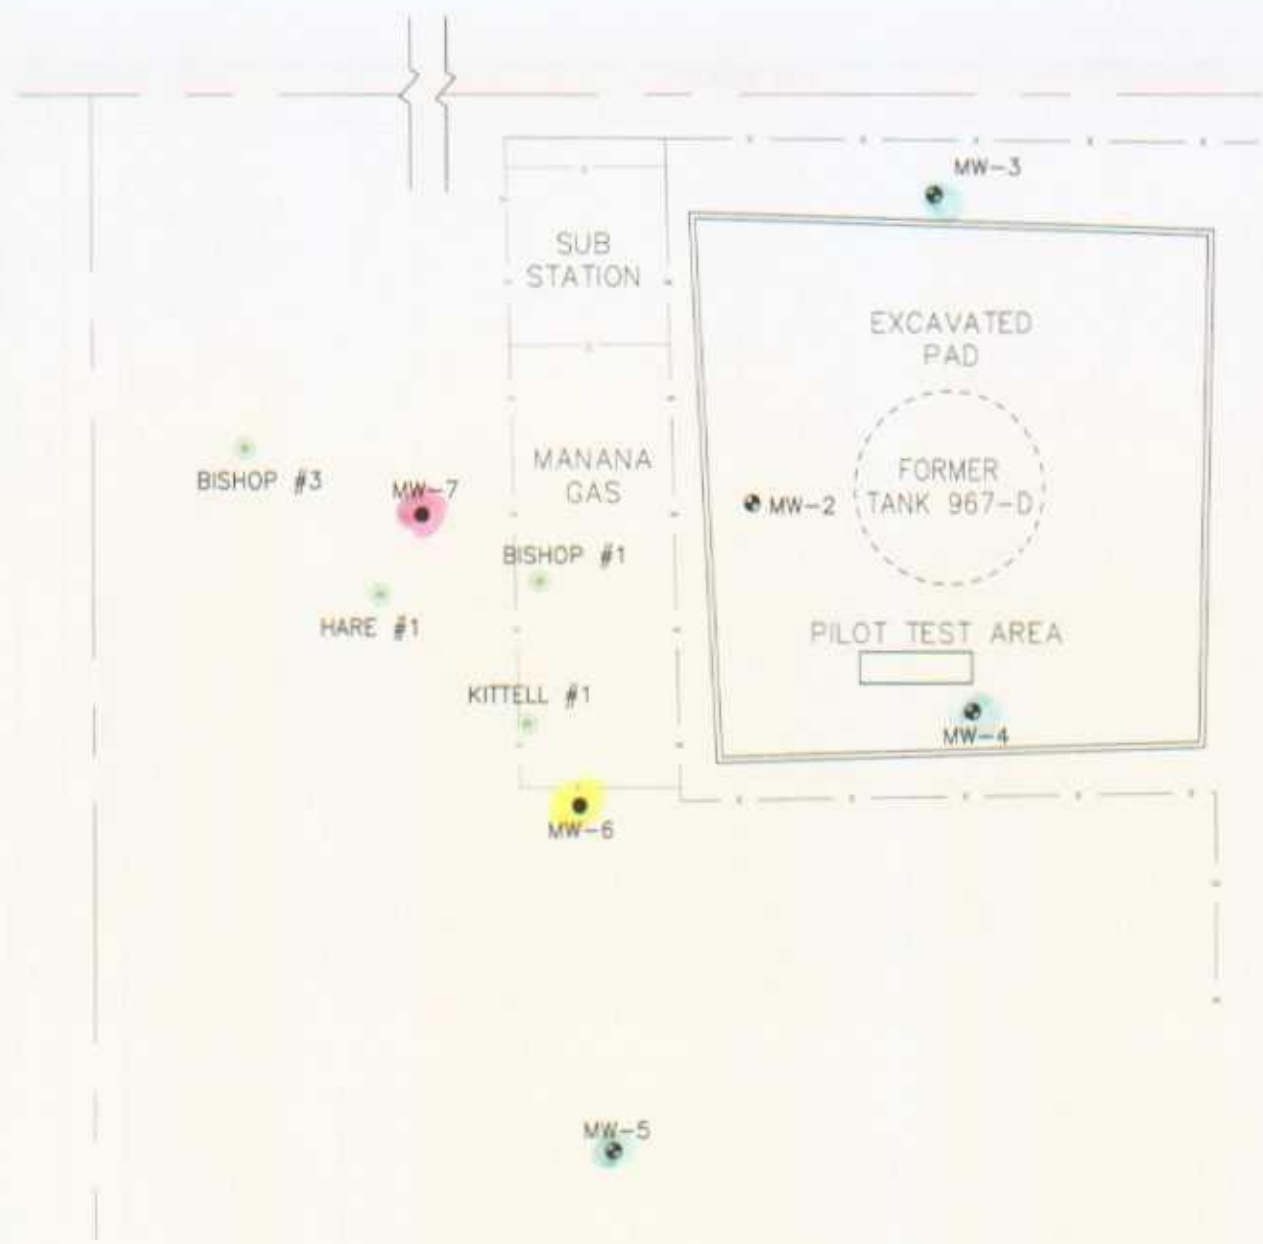 MW-3
SUB
STATION
EXCAVATED
PAD
BISHOP #3
MW-7
MANANA
GAS
FORMER
TANK 967-D
MW-2
BISHOP #1
HARE #1
PILOT TEST AREA
KITTELL #1
MW-4
MW-6
MW-5